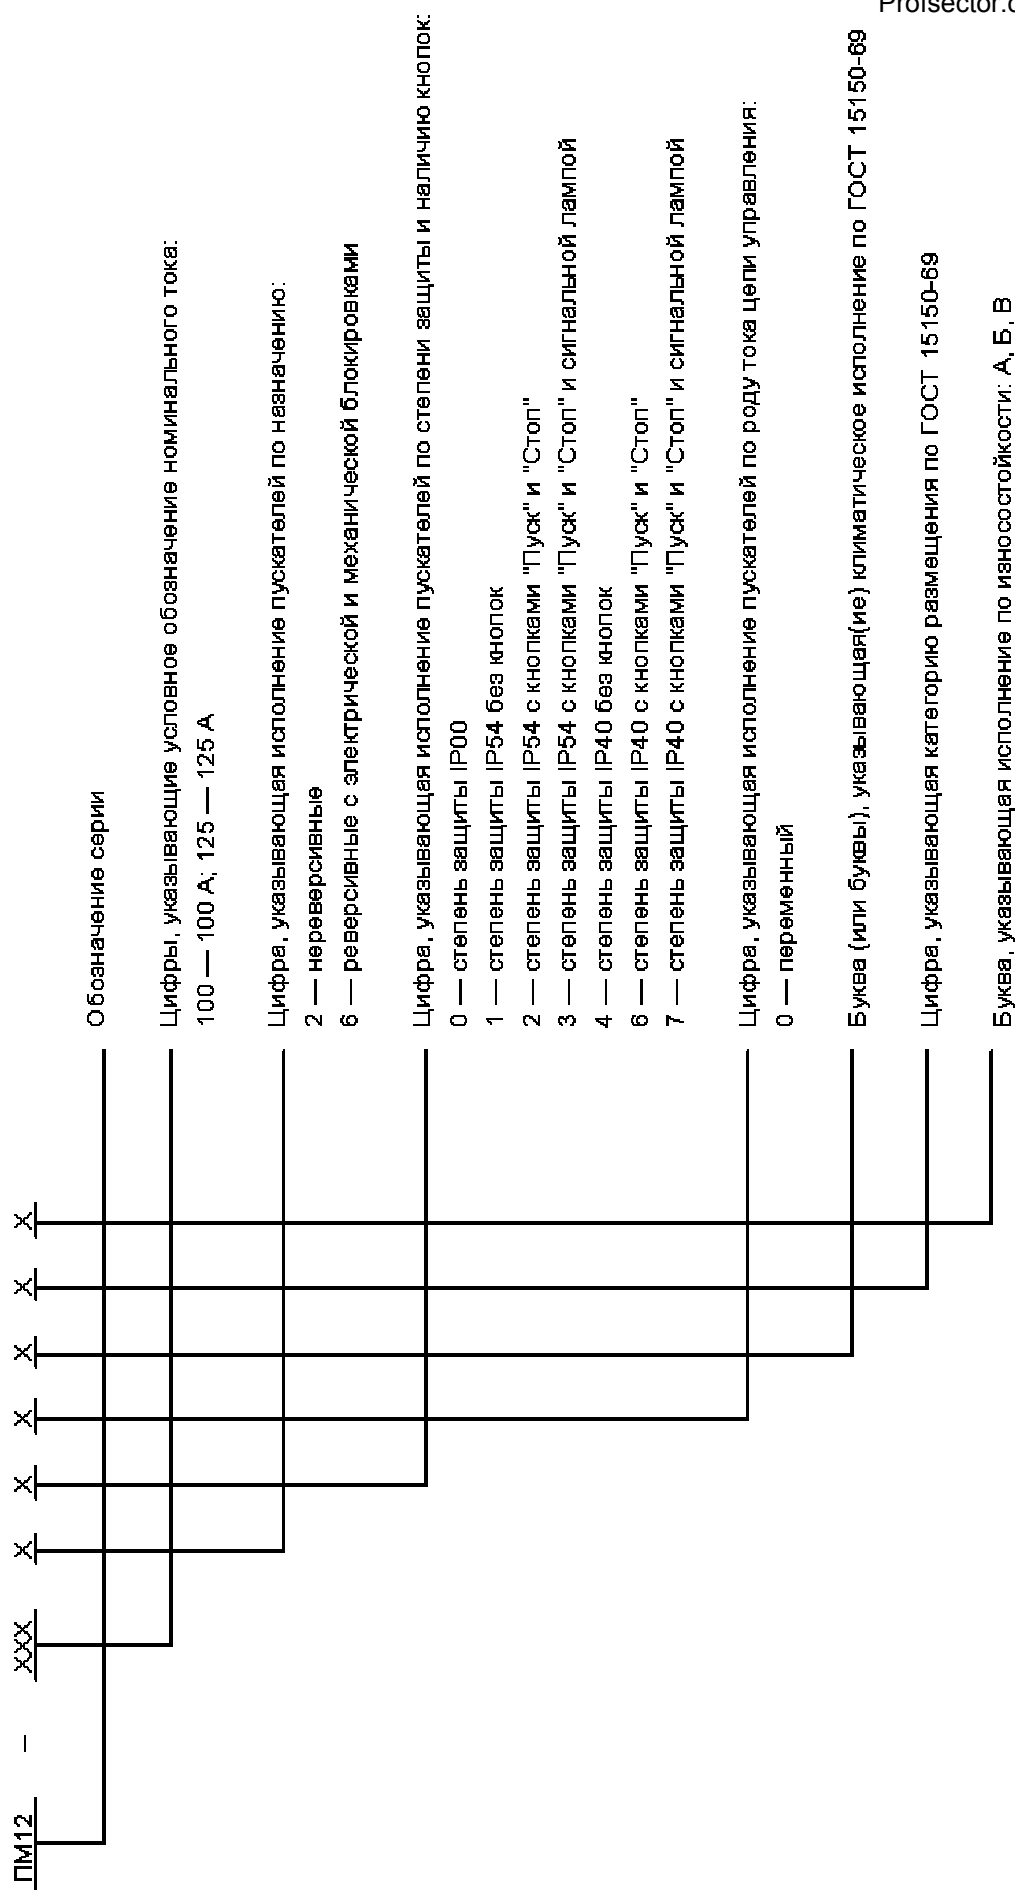 Profsector.c
ПМ12 – XXX X X X X X X
Обозначение серии
Цифры, указывающие условное обозначение номинального тока:
100 — 100 А; 125 — 125 А
Цифра, указывающая исполнение пускателей по назначению:
2 — нереверсивные
6 — реверсивные с электрической и механической блокировками
Цифра, указывающая исполнение пускателей по степени защиты и наличию кнопок:
0 — степень защиты IP00
1 — степень защиты IP54 без кнопок
2 — степень защиты IP54 с кнопками "Пуск" и "Стоп"
3 — степень защиты IP54 с кнопками "Пуск" и "Стоп" и сигнальной лампой
4 — степень защиты IP40 без кнопок
6 — степень защиты IP40 с кнопками "Пуск" и "Стоп"
7 — степень защиты IP40 с кнопками "Пуск" и "Стоп" и сигнальной лампой
Цифра, указывающая исполнение пускателей по роду тока цепи управления:
0 — переменный
Буква (или буквы), указывающая(ие) климатическое исполнение по ГОСТ 15150-69
Цифра, указывающая категорию размещения по ГОСТ 15150-69
Буква, указывающая исполнение по износостойкости: А, Б, В